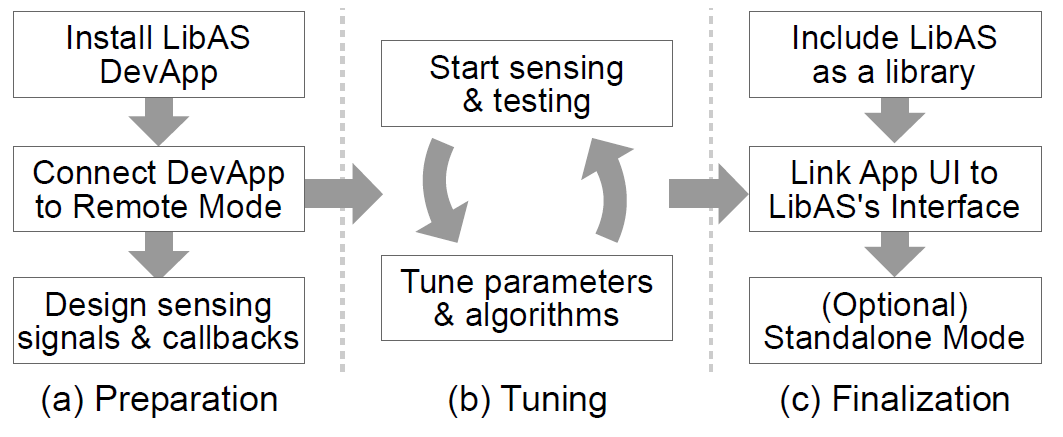 Install LibAS
DevApp
Connect DevApp
to Remote Mode
Design sensing
signals & callbacks
(a) Preparation
Start sensing
& testing
Tune parameters
& algorithms
(b) Tuning
Include LibAS
as a library
Link App UI to
LibAS's Interface
(Optional)
Standalone Mode
(c) Finalization